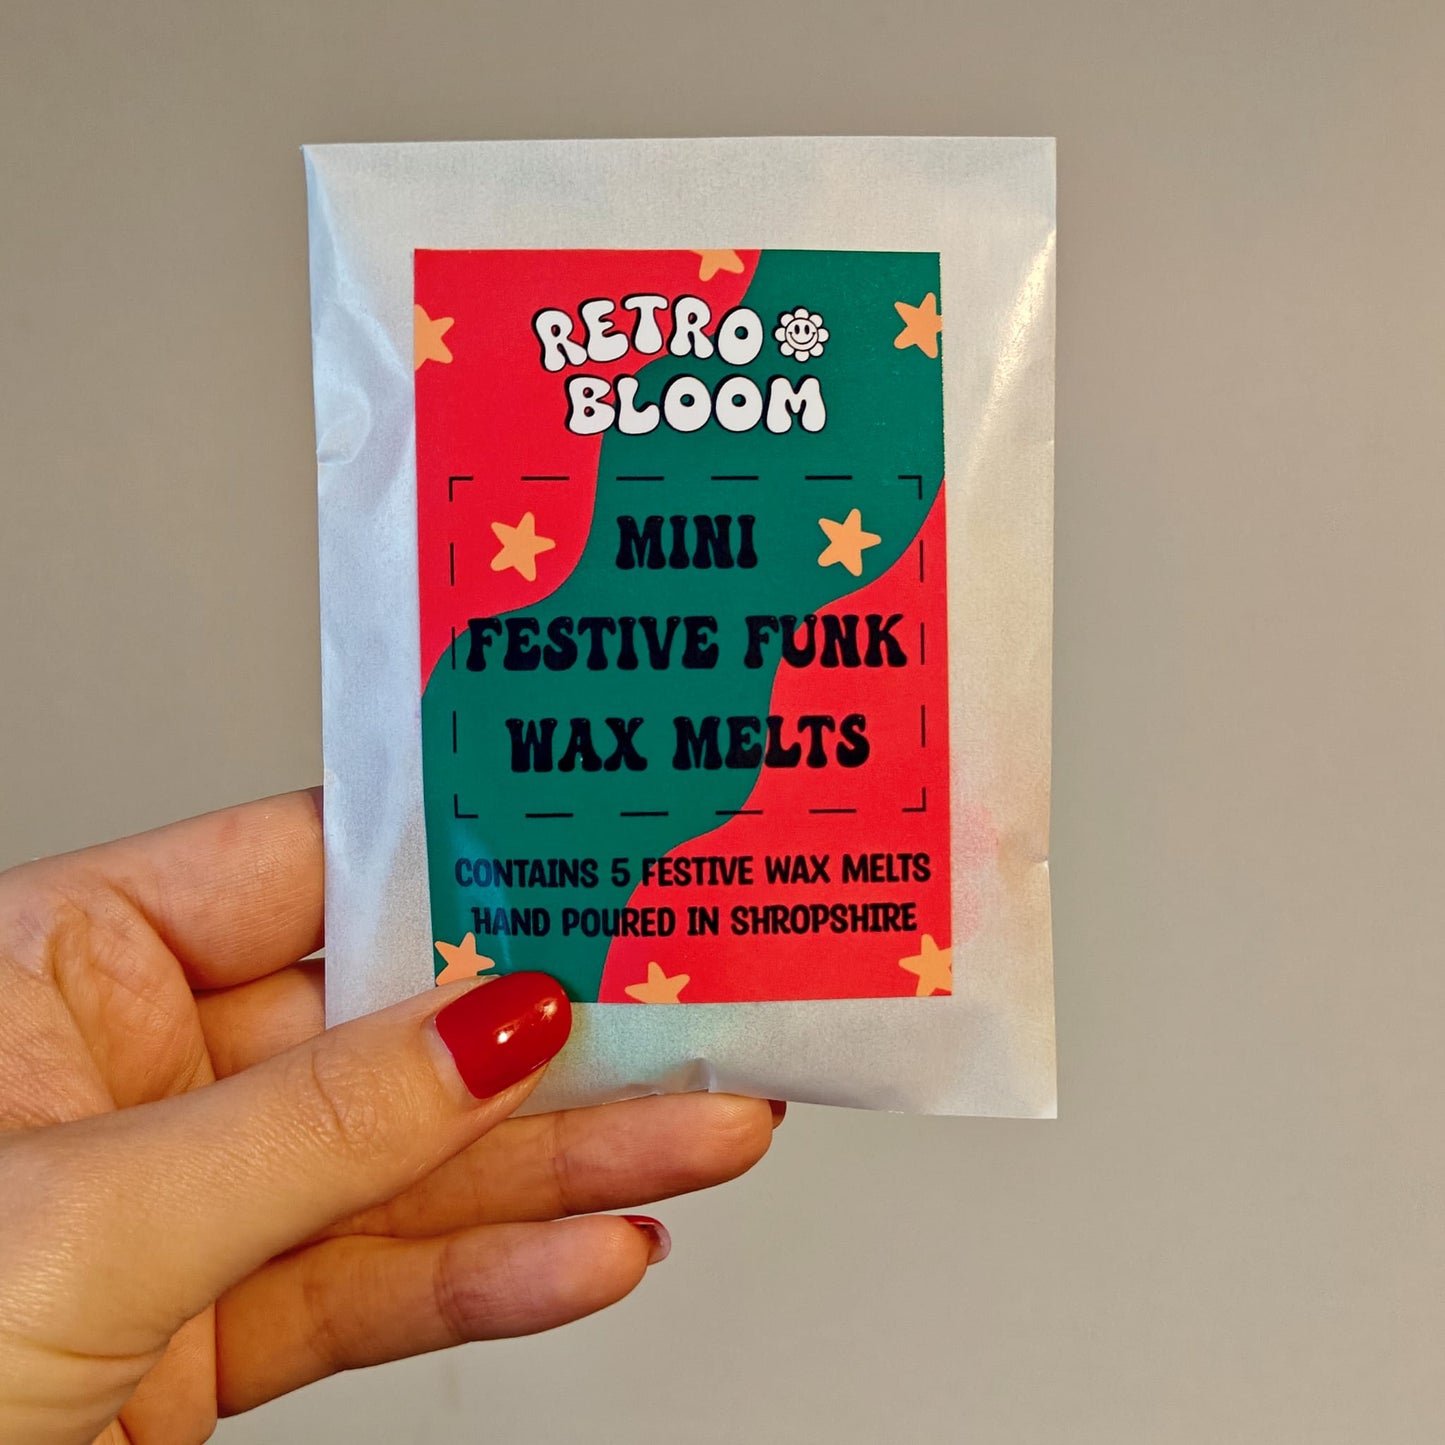 RETRO
BLOOM
MINI
FESTIVE FUNK
WAX MELTS
CONTAINS 5 FESTIVE WAX MELTS
HAND POURED IN SHROPSHIRE